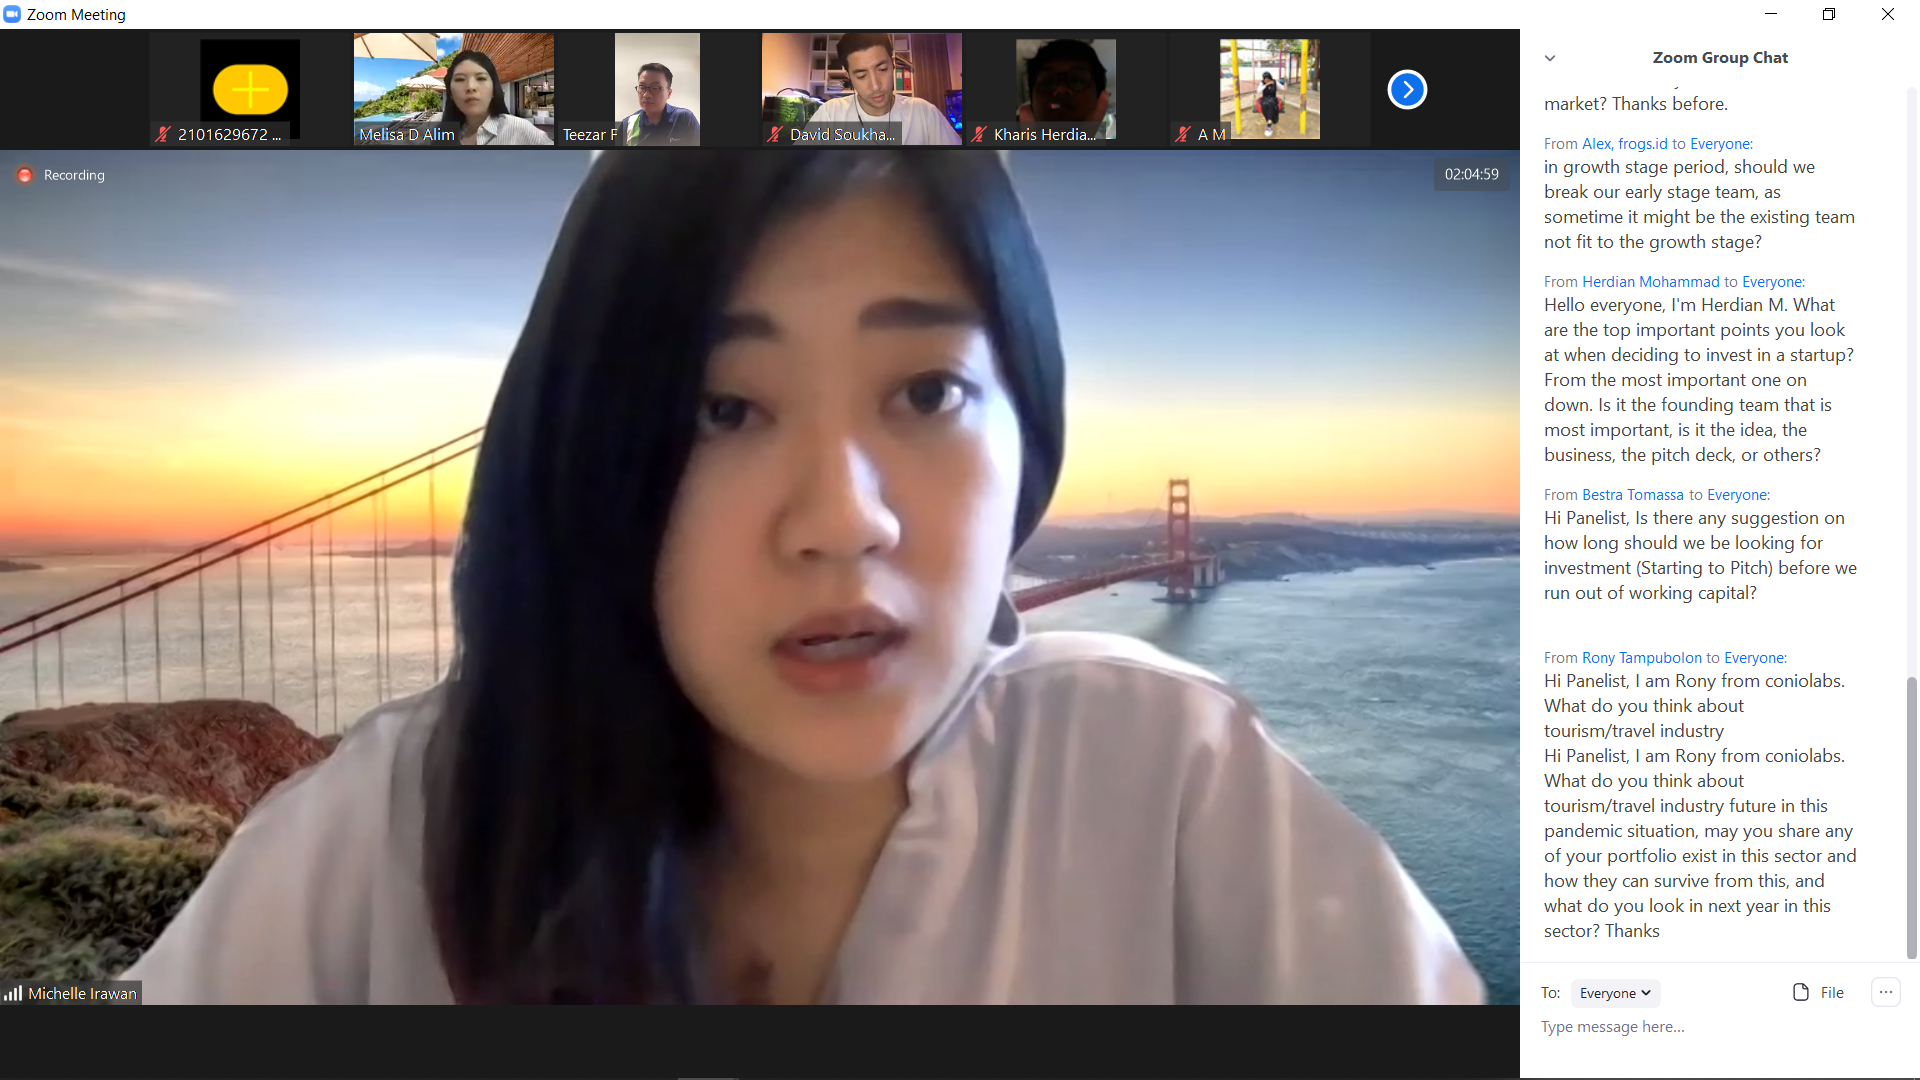 Zoom Meeting
2101629672 ...
Melisa D Alim
Teezar F
David Soukha...
Kharis Herdia...
A M
Recording
02:04:59
Michelle Irawan
Zoom Group Chat
market? Thanks before.
From Alex, frogs.id to Everyone:
in growth stage period, should we
break our early stage team, as
sometime it might be the existing team
not fit to the growth stage?
From Herdian Mohammad to Everyone:
Hello everyone, I'm Herdian M. What
are the top important points you look
at when deciding to invest in a startup?
From the most important one on
down. Is it the founding team that is
most important, is it the idea, the
business, the pitch deck, or others?
From Bestra Tomassa to Everyone:
Hi Panelist, Is there any suggestion on
how long should we be looking for
investment (Starting to Pitch) before we
run out of working capital?
From Rony Tampubolon to Everyone:
Hi Panelist, I am Rony from coniolabs.
What do you think about
tourism/travel industry
Hi Panelist, I am Rony from coniolabs.
What do you think about
tourism/travel industry future in this
pandemic situation, may you share any
of your portfolio exist in this sector and
how they can survive from this, and
what do you look in next year in this
sector? Thanks
To: Everyone File
Type message here...